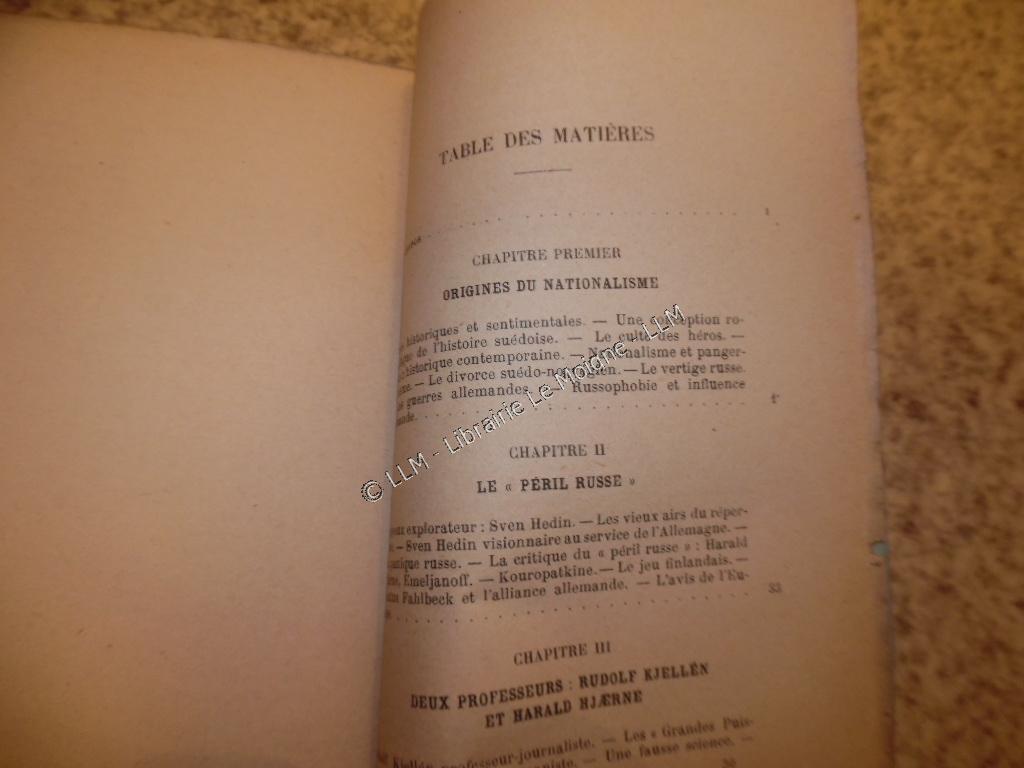 TABLE DES MATIÈRES
CHAPITRE PREMIER
ORIGINES DU NATIONALISME
historiques et sentimentales. — Une conception ro-
de l'histoire suédoise. — Le culte des héros. —
historique contemporaine. — Nationalisme et panger-
Le divorce suédo-norvégien. — Le vertige russe.
guerres allemandes. — Russophobie et influence
CHAPITRE II
LE « PÉRIL RUSSE »
explorateur : Sven Hedin. — Les vieux airs du réper-
— Sven Hedin visionnaire au service de l'Allemagne. —
russe. — La critique du « péril russe » : Harald
Emeljanoff. — Kouropatkine. — Le jeu finlandais. —
Fahlbeck et l'alliance allemande. — L'avis de l'Eu-
33
CHAPITRE III
DEUX PROFESSEURS : RUDOLF KJELLÉN
ET HARALD HJÆRNE
Kjellén professeur-journaliste. — Les « Grandes Puis-
Une fausse science. —
© LLM - Librairie Le Moigne - LLM